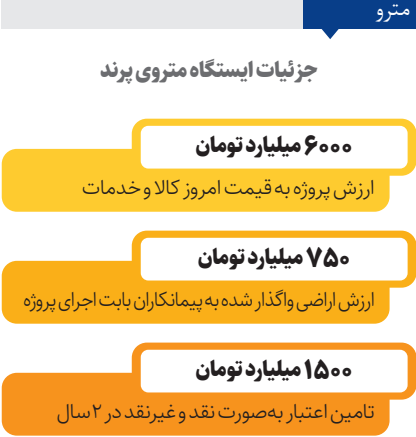 مترو
جزئیات ایستگاه متروی پرند
۶۰۰۰ میلیارد تومان
ارزش پروژه به قیمت امروز کالا و خدمات
۷۵۰ میلیارد تومان
ارزش اراضی واگذار شده به پیمانکاران بابت اجرای پروژه
۱۵۰۰ میلیارد تومان
تامین اعتبار به‌صورت نقد و غیرنقد در ۲ سال